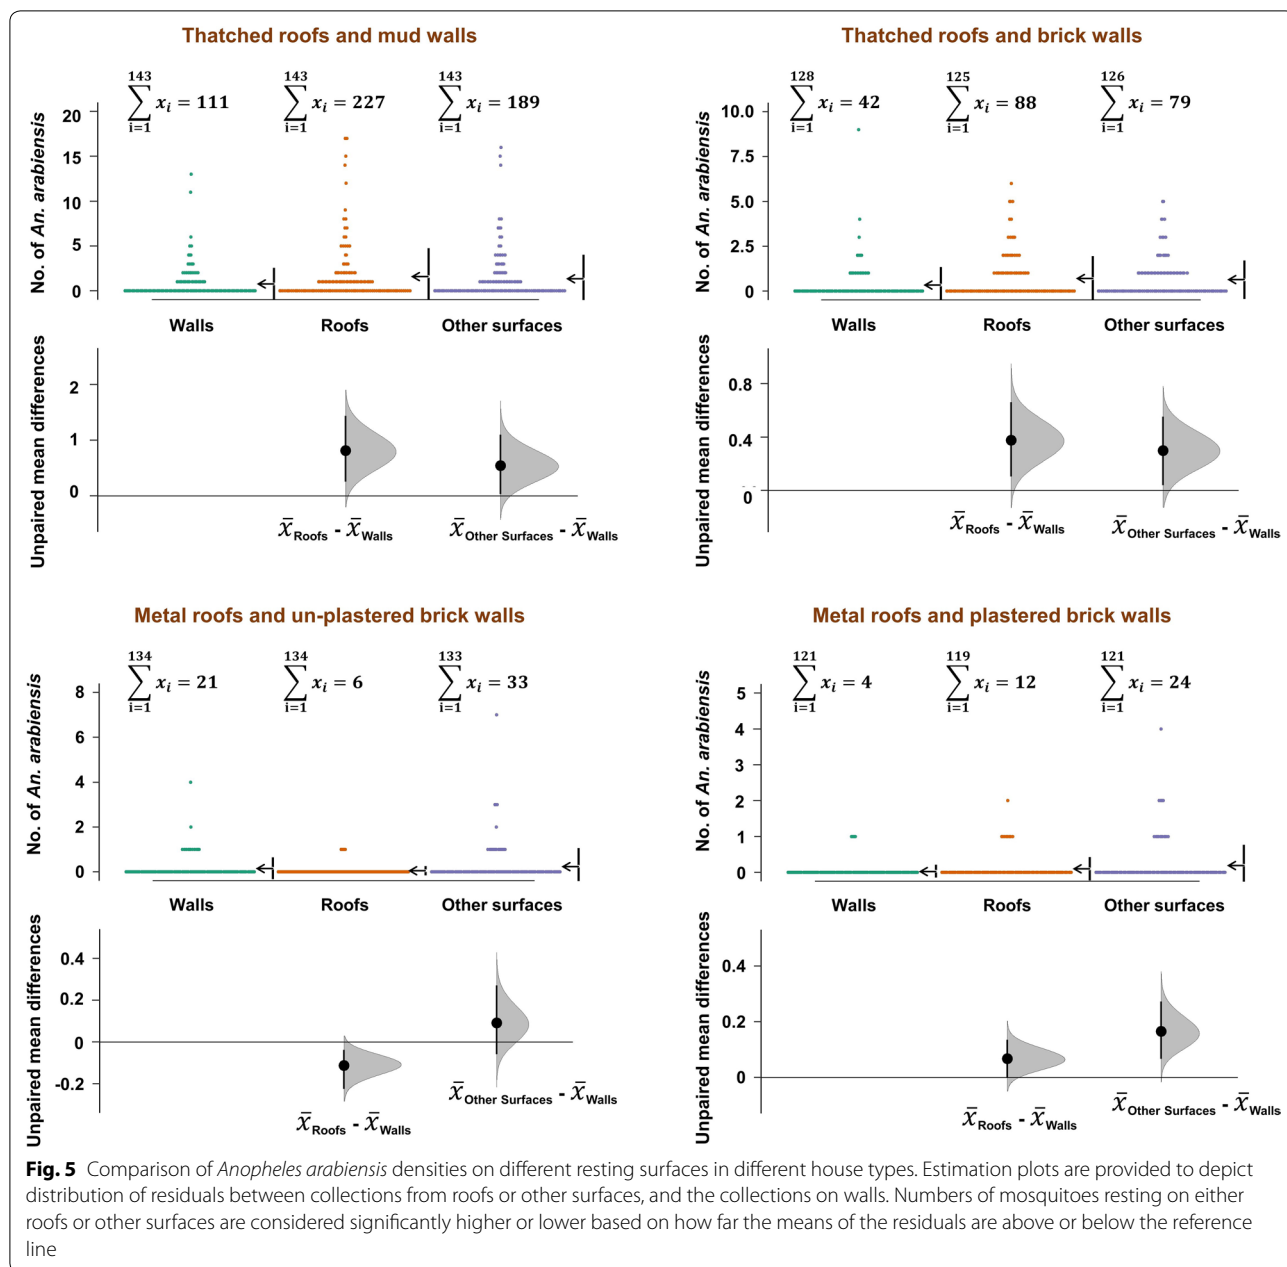 Thatched roofs and mud walls
No. of An. arabiensis
20
15
10
5
0
143
∑ xᵢ = 111
i=1
143
∑ xᵢ = 227
i=1
143
∑ xᵢ = 189
i=1
Walls Roofs Other surfaces
Unpaired mean differences
2
1
0
x̅Roofs - x̅Walls
x̅Other Surfaces - x̅Walls
Thatched roofs and brick walls
No. of An. arabiensis
10.0
7.5
5.0
2.5
0
128
∑ xᵢ = 42
i=1
125
∑ xᵢ = 88
i=1
126
∑ xᵢ = 79
i=1
Walls Roofs Other surfaces
Unpaired mean differences
0.8
0.4
0
x̅Roofs - x̅Walls
x̅Other Surfaces - x̅Walls
Metal roofs and un-plastered brick walls
No. of An. arabiensis
8
6
4
2
0
134
∑ xᵢ = 21
i=1
134
∑ xᵢ = 6
i=1
133
∑ xᵢ = 33
i=1
Walls Roofs Other surfaces
Unpaired mean differences
0.4
0.2
0
-0.2
x̅Roofs - x̅Walls
x̅Other Surfaces - x̅Walls
Metal roofs and plastered brick walls
No. of An. arabiensis
5
4
3
2
1
0
121
∑ xᵢ = 4
i=1
119
∑ xᵢ = 12
i=1
121
∑ xᵢ = 24
i=1
Walls Roofs Other surfaces
Unpaired mean differences
0.4
0.2
0
x̅Roofs - x̅Walls
x̅Other Surfaces - x̅Walls
Fig. 5 Comparison of Anopheles arabiensis densities on different resting surfaces in different house types. Estimation plots are provided to depict
distribution of residuals between collections from roofs or other surfaces, and the collections on walls. Numbers of mosquitoes resting on either
roofs or other surfaces are considered significantly higher or lower based on how far the means of the residuals are above or below the reference
line